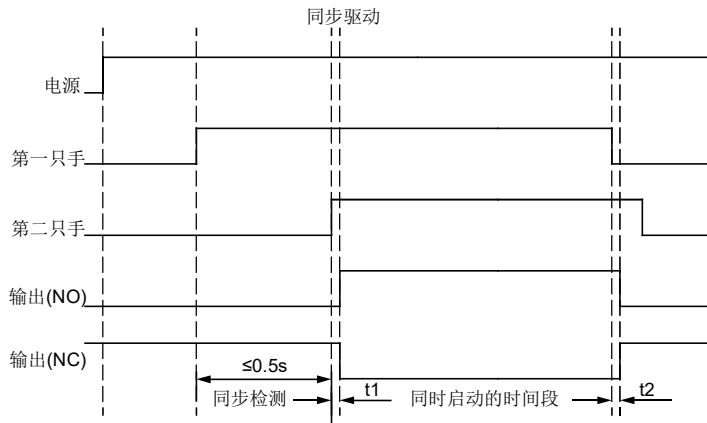 同步驱动
电源
第一只手
第二只手
输出(NO)
输出(NC)
≤0.5s
同步检测
t1
同时启动的时间段
t2